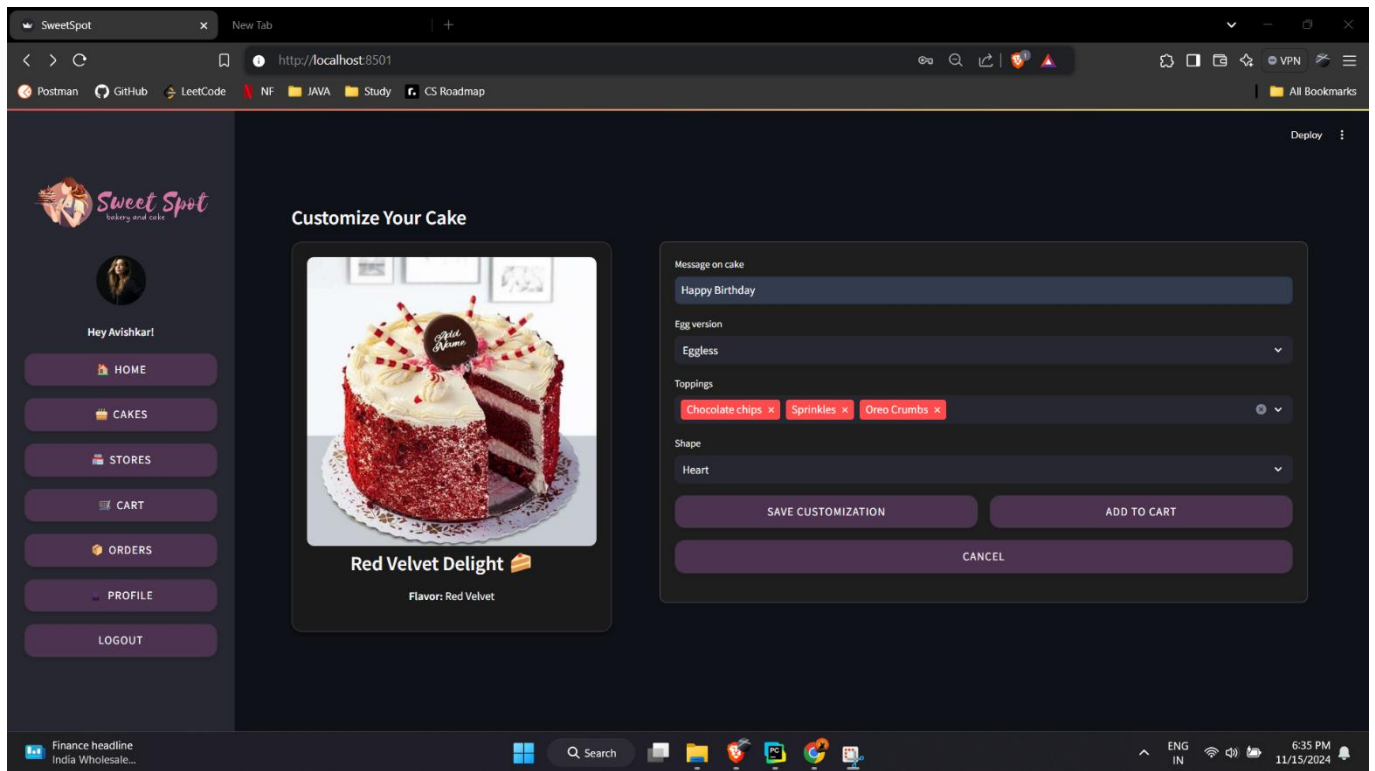 SweetSpot
New Tab
http://localhost:8501
1
VPN
Postman GitHub LeetCode NF JAVA Study CS Roadmap
All Bookmarks
Deploy
Sweet Spot
bakery and cake
Hey Avishkar!
HOME
CAKES
STORES
CART
ORDERS
PROFILE
LOGOUT
Customize Your Cake
Add
Name
Red Velvet Delight
Flavor: Red Velvet
Message on cake
Happy Birthday
Egg version
Eggless
Toppings
Chocolate chips × Sprinkles × Oreo Crumbs ×
Shape
Heart
SAVE CUSTOMIZATION ADD TO CART
CANCEL
Finance headline
India Wholesale...
Search
PC
ENG
IN
6:35 PM
11/15/2024